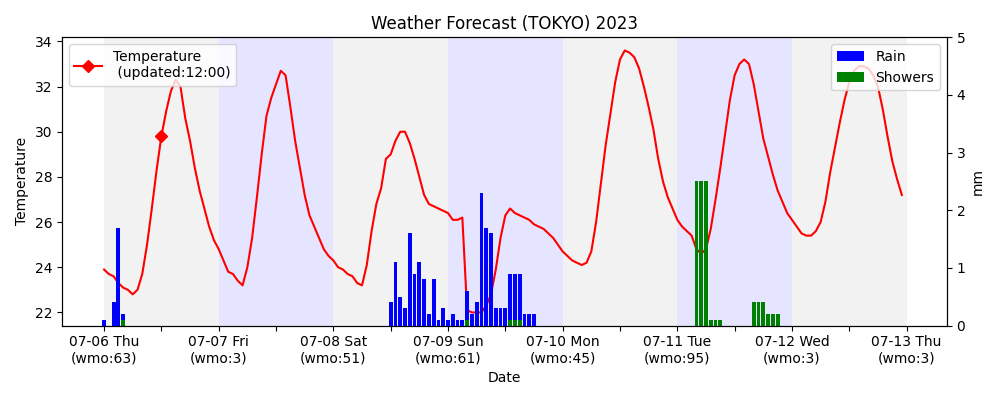 Weather Forecast (TOKYO) 2023
Temperature
(updated:12:00)
Rain
Showers
34
32
30
28
26
24
22
Temperature
5
4
3
2
1
0
mm
07-06 Thu
(wmo:63)
07-07 Fri
(wmo:3)
07-08 Sat
(wmo:51)
07-09 Sun
(wmo:61)
07-10 Mon
(wmo:45)
07-11 Tue
(wmo:95)
07-12 Wed
(wmo:3)
07-13 Thu
(wmo:3)
Date